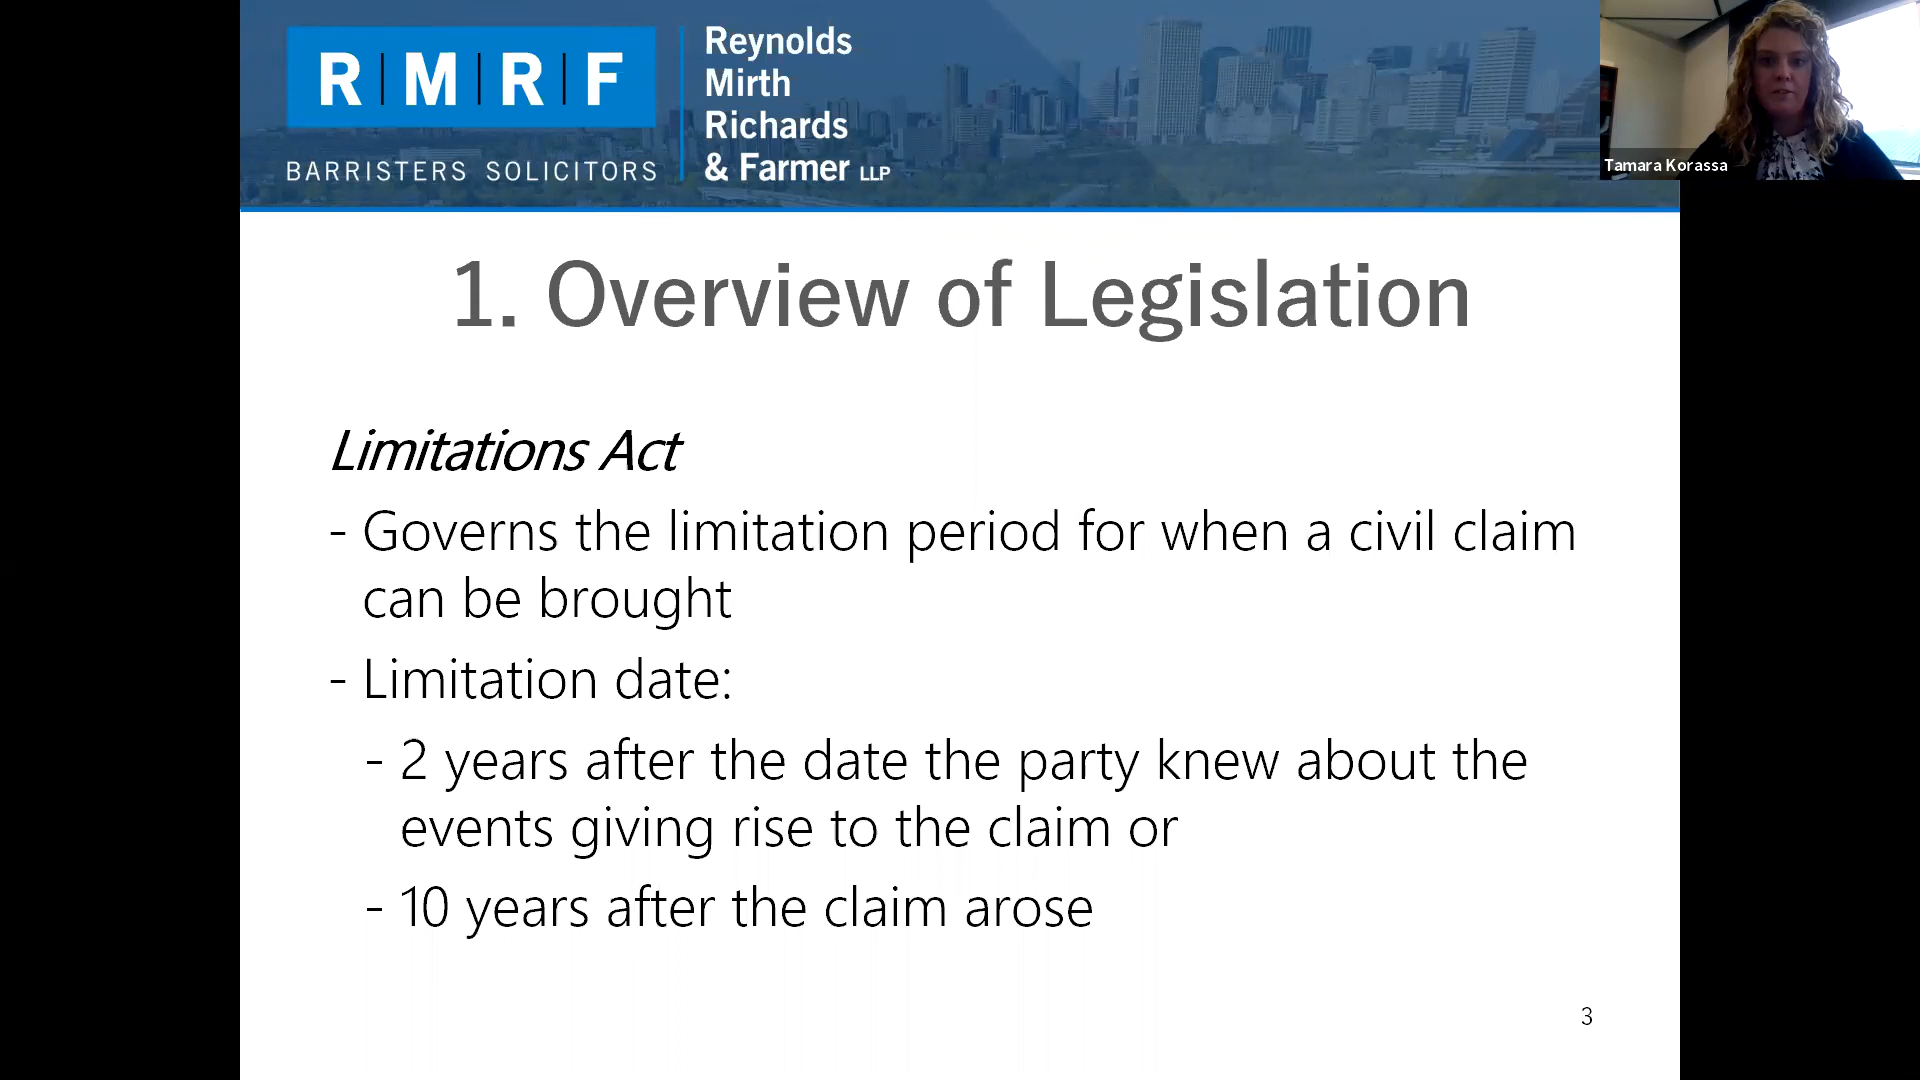 R M R F
BARRISTERS SOLICITORS
Reynolds
Mirth
Richards
& Farmer LLP
Tamara Korassa
1. Overview of Legislation
Limitations Act
- Governs the limitation period for when a civil claim
can be brought
- Limitation date:
- 2 years after the date the party knew about the
events giving rise to the claim or
- 10 years after the claim arose
3